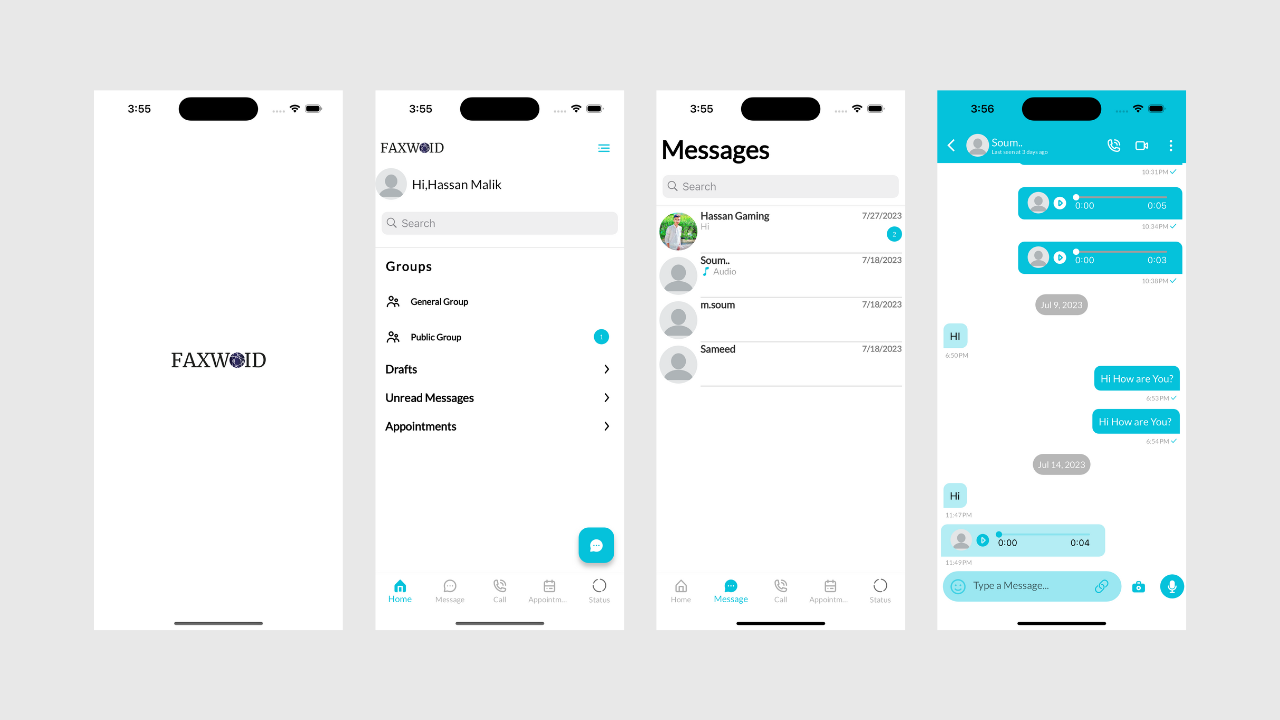 3:55
FAXWOID
3:55
FAXWOID
Hi,Hassan Malik
Search
Groups
General Group
Public Group
1
Drafts
Unread Messages
Appointments
Home
Message
Call
Appointm...
Status
3:55
Messages
Search
Hassan Gaming
7/27/2023
Hi
2
Soum..
7/18/2023
Audio
m.soum
7/18/2023
Sameed
7/18/2023
Home
Message
Call
Appointm...
Status
3:56
Soum..
Last seen at 3 days ago
10:31PM
0:00
0:05
10:34PM
0:00
0:03
10:38PM
Jul 9, 2023
HI
6:50PM
Hi How are You?
6:53PM
Hi How are You?
6:54PM
Jul 14, 2023
Hi
11:47PM
0:00
0:04
11:49PM
Type a Message...